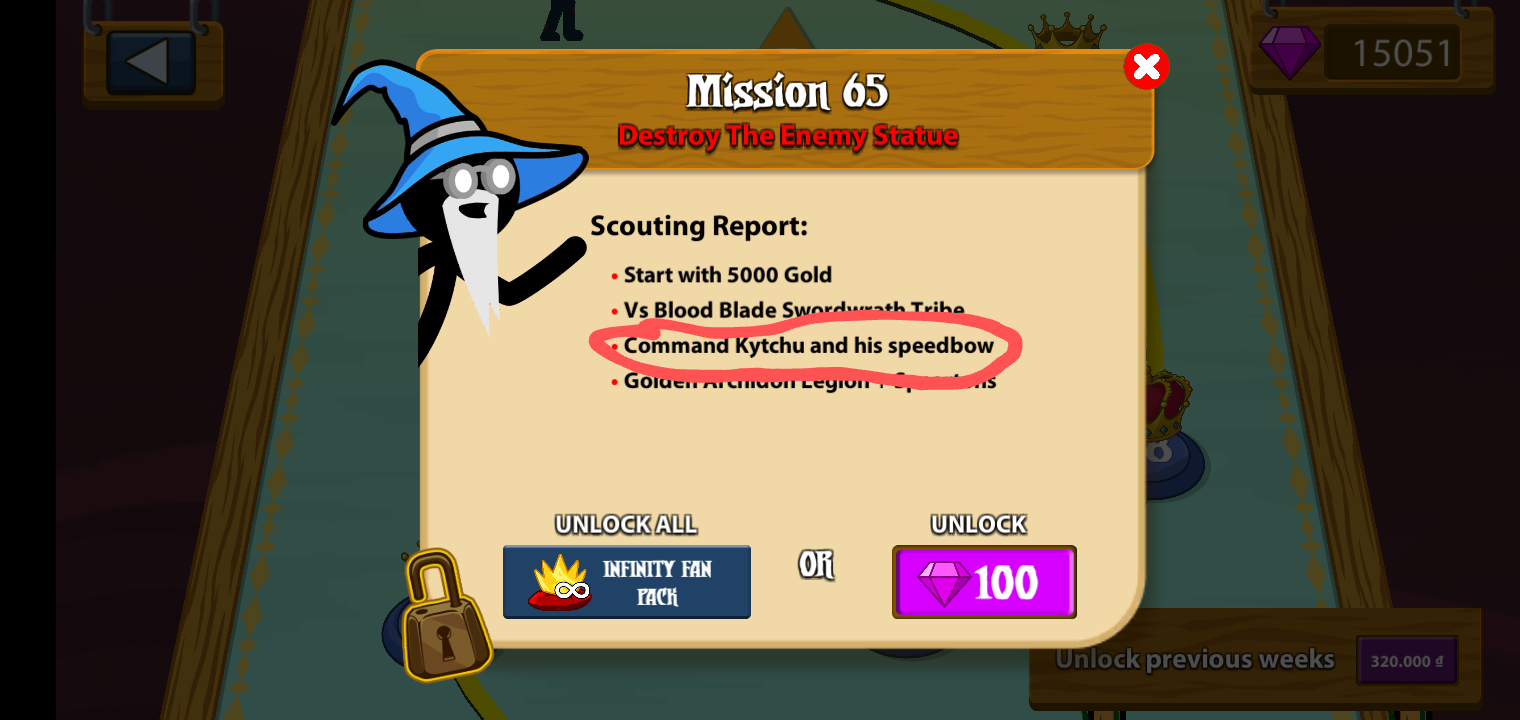 15051
Mission 65
Destroy The Enemy Statue
Scouting Report:
• Start with 5000 Gold
• Vs Blood Blade Swordwrath Tribe
• Command Kytchu and his speedbow
• Golden Archidon Legion + Speartons
UNLOCK ALL
INFINITY FAN
PACK
OR
UNLOCK
100
Unlock previous weeks
320.000 ₫